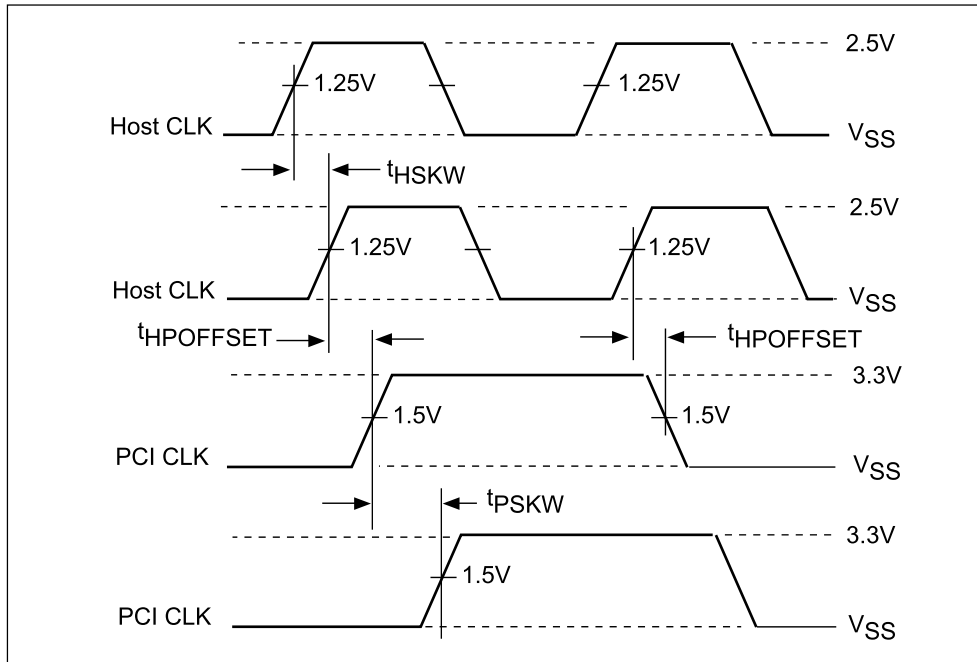 2.5V
1.25V 1.25V
Host CLK VSS
tHSKW
2.5V
1.25V 1.25V
Host CLK VSS
tHPOFFSET tHPOFFSET
3.3V
1.5V 1.5V
PCI CLK VSS
tPSKW
3.3V
1.5V
PCI CLK VSS